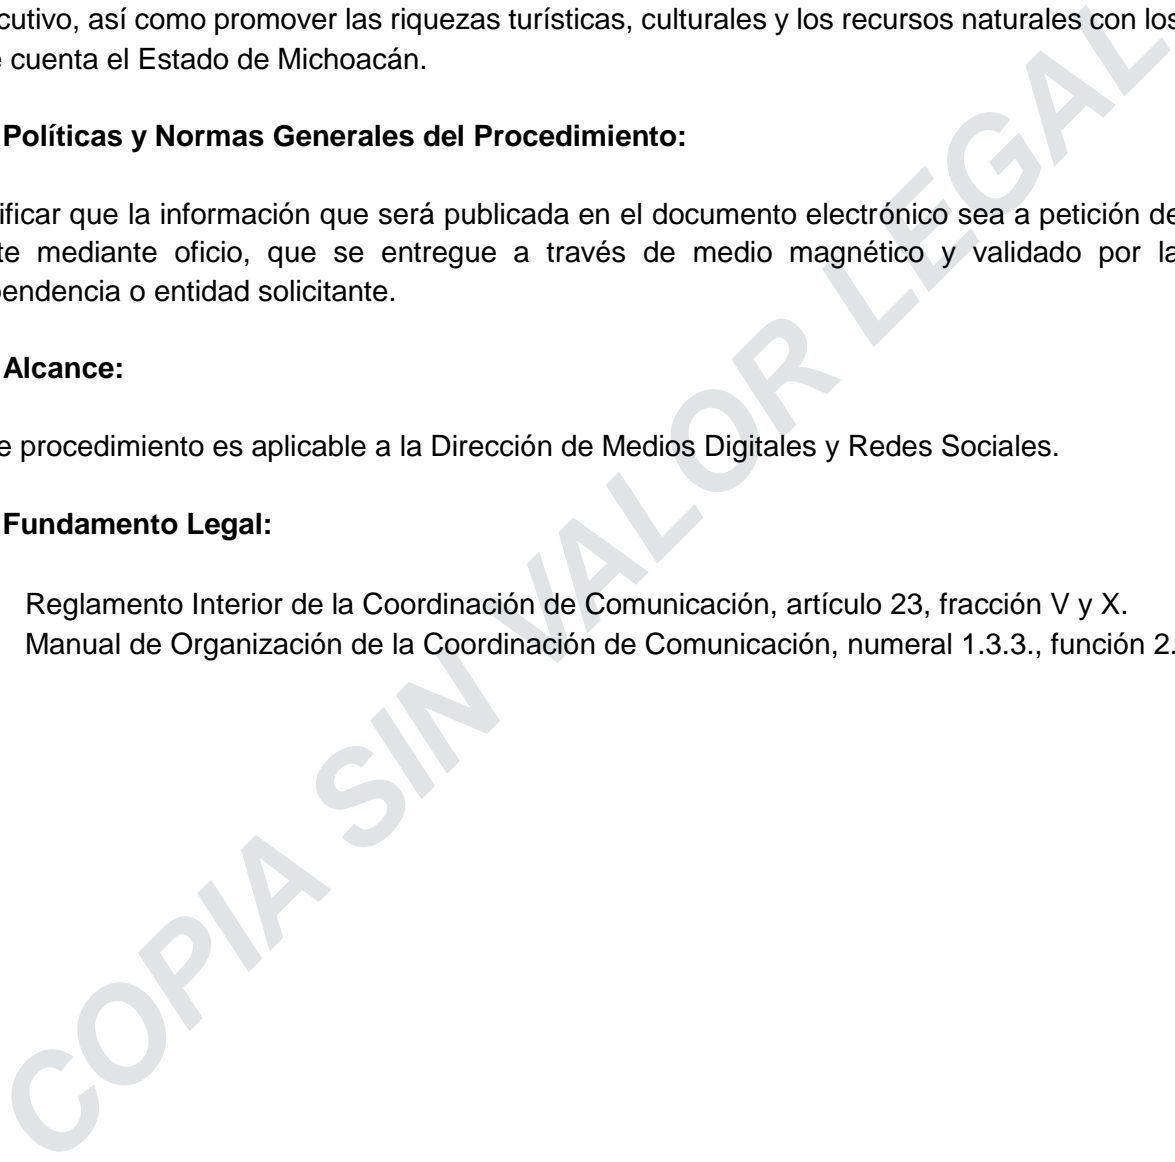 cutivo, así como promover las riquezas turísticas, culturales y los recursos naturales con los
cuenta el Estado de Michoacán.
Políticas y Normas Generales del Procedimiento:
ificar que la información que será publicada en el documento electrónico sea a petición de
te mediante oficio, que se entregue a través de medio magnético y validado por la
pendencia o entidad solicitante.
Alcance:
e procedimiento es aplicable a la Dirección de Medios Digitales y Redes Sociales.
Fundamento Legal:
Reglamento Interior de la Coordinación de Comunicación, artículo 23, fracción V y X.
Manual de Organización de la Coordinación de Comunicación, numeral 1.3.3., función 2.
COPIA SIN VALOR LEGAL